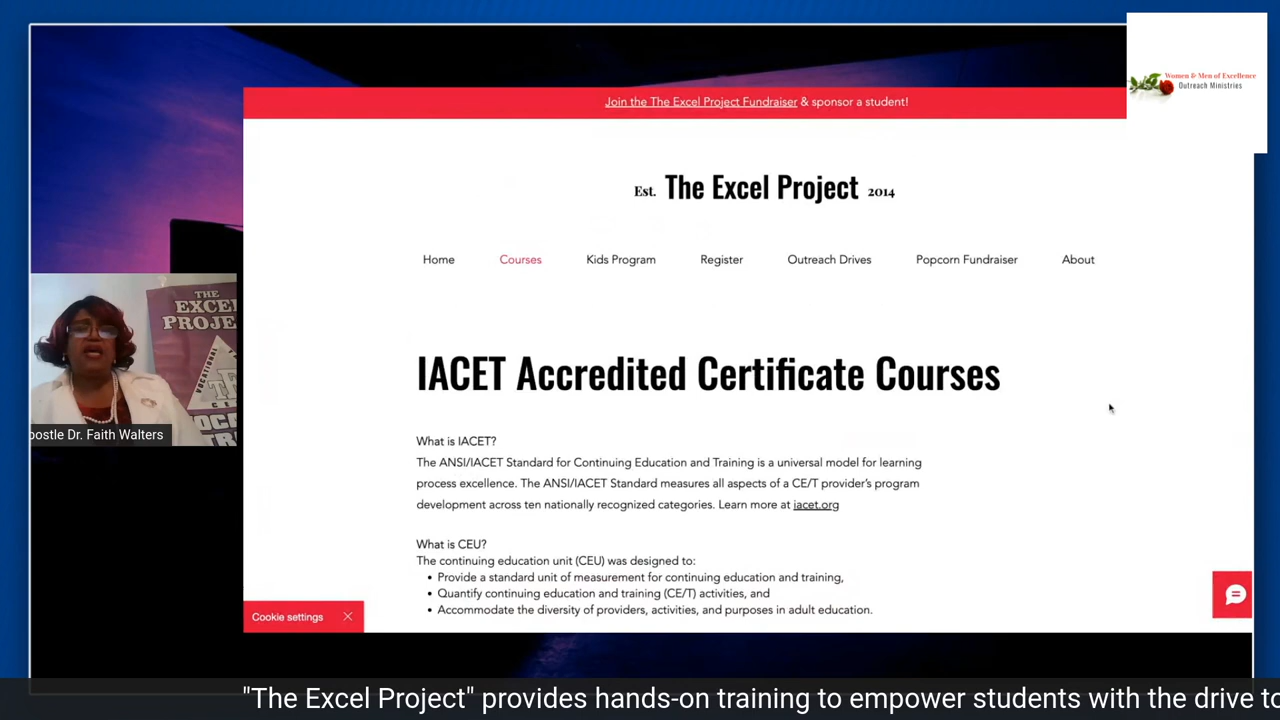 Women & Men of Excellence
Outreach Ministries
Join the The Excel Project Fundraiser & sponsor a student!
Est. The Excel Project 2014
Home Courses Kids Program Register Outreach Drives Popcorn Fundraiser About
IACET Accredited Certificate Courses
What is IACET?
The ANSI/IACET Standard for Continuing Education and Training is a universal model for learning
process excellence. The ANSI/IACET Standard measures all aspects of a CE/T provider's program
development across ten nationally recognized categories. Learn more at iacet.org
What is CEU?
The continuing education unit (CEU) was designed to:
• Provide a standard unit of measurement for continuing education and training,
• Quantify continuing education and training (CE/T) activities, and
• Accommodate the diversity of providers, activities, and purposes in adult education.
Cookie settings
THE
EXCEL
PROJE
postle Dr. Faith Walters
"The Excel Project" provides hands-on training to empower students with the drive to